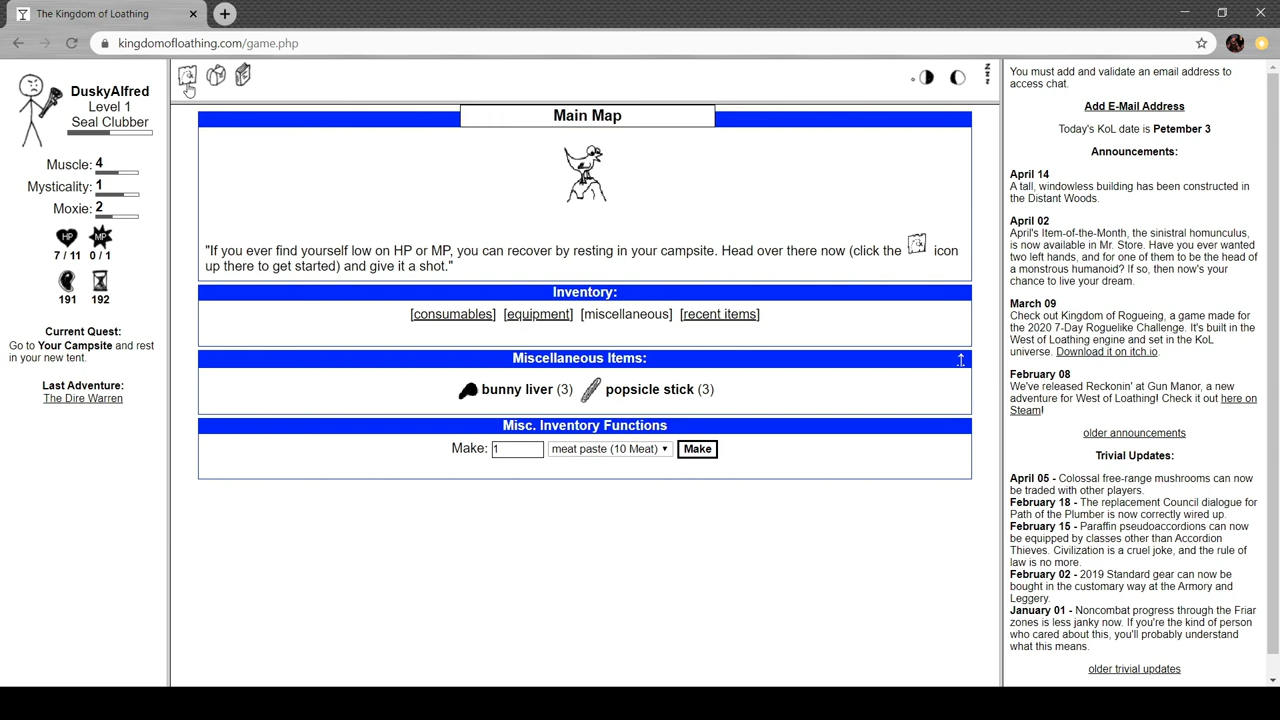 The Kingdom of Loathing
kingdomofloathing.com/game.php
DuskyAlfred
Level 1
Seal Clubber
Muscle: 4
Mysticality: 1
Moxie: 2
HP MP
7 / 11 0 / 1
191 192
Current Quest:
Go to Your Campsite and rest
in your new tent.
Last Adventure:
The Dire Warren
Main Map
"If you ever find yourself low on HP or MP, you can recover by resting in your campsite. Head over there now (click the icon
up there to get started) and give it a shot."
Inventory:
[consumables] [equipment] [miscellaneous] [recent items]
Miscellaneous Items:
bunny liver (3) popsicle stick (3)
Misc. Inventory Functions
Make: 1 meat paste (10 Meat) Make
z
z
z
You must add and validate an email address to
access chat.
Add E-Mail Address
Today's KoL date is Petember 3
Announcements:
April 14
A tall, windowless building has been constructed in
the Distant Woods.
April 02
April's Item-of-the-Month, the sinistral homunculus,
is now available in Mr. Store. Have you ever wanted
two left hands, and for one of them to be the head of
a monstrous humanoid? If so, then now's your
chance to live your dream.
March 09
Check out Kingdom of Rogueing, a game made for
the 2020 7-Day Roguelike Challenge. It's built in the
West of Loathing engine and set in the KoL
universe. Download it on itch.io.
February 08
We've released Reckonin' at Gun Manor, a new
adventure for West of Loathing! Check it out here on
Steam!
older announcements
Trivial Updates:
April 05 - Colossal free-range mushrooms can now
be traded with other players.
February 18 - The replacement Council dialogue for
Path of the Plumber is now correctly wired up.
February 15 - Paraffin pseudoaccordions can now
be equipped by classes other than Accordion
Thieves. Civilization is a cruel joke, and the rule of
law is no more.
February 02 - 2019 Standard gear can now be
bought in the customary way at the Armory and
Leggery.
January 01 - Noncombat progress through the Friar
zones is less janky now. If you're the kind of person
who cared about this, you'll probably understand
what this means.
older trivial updates